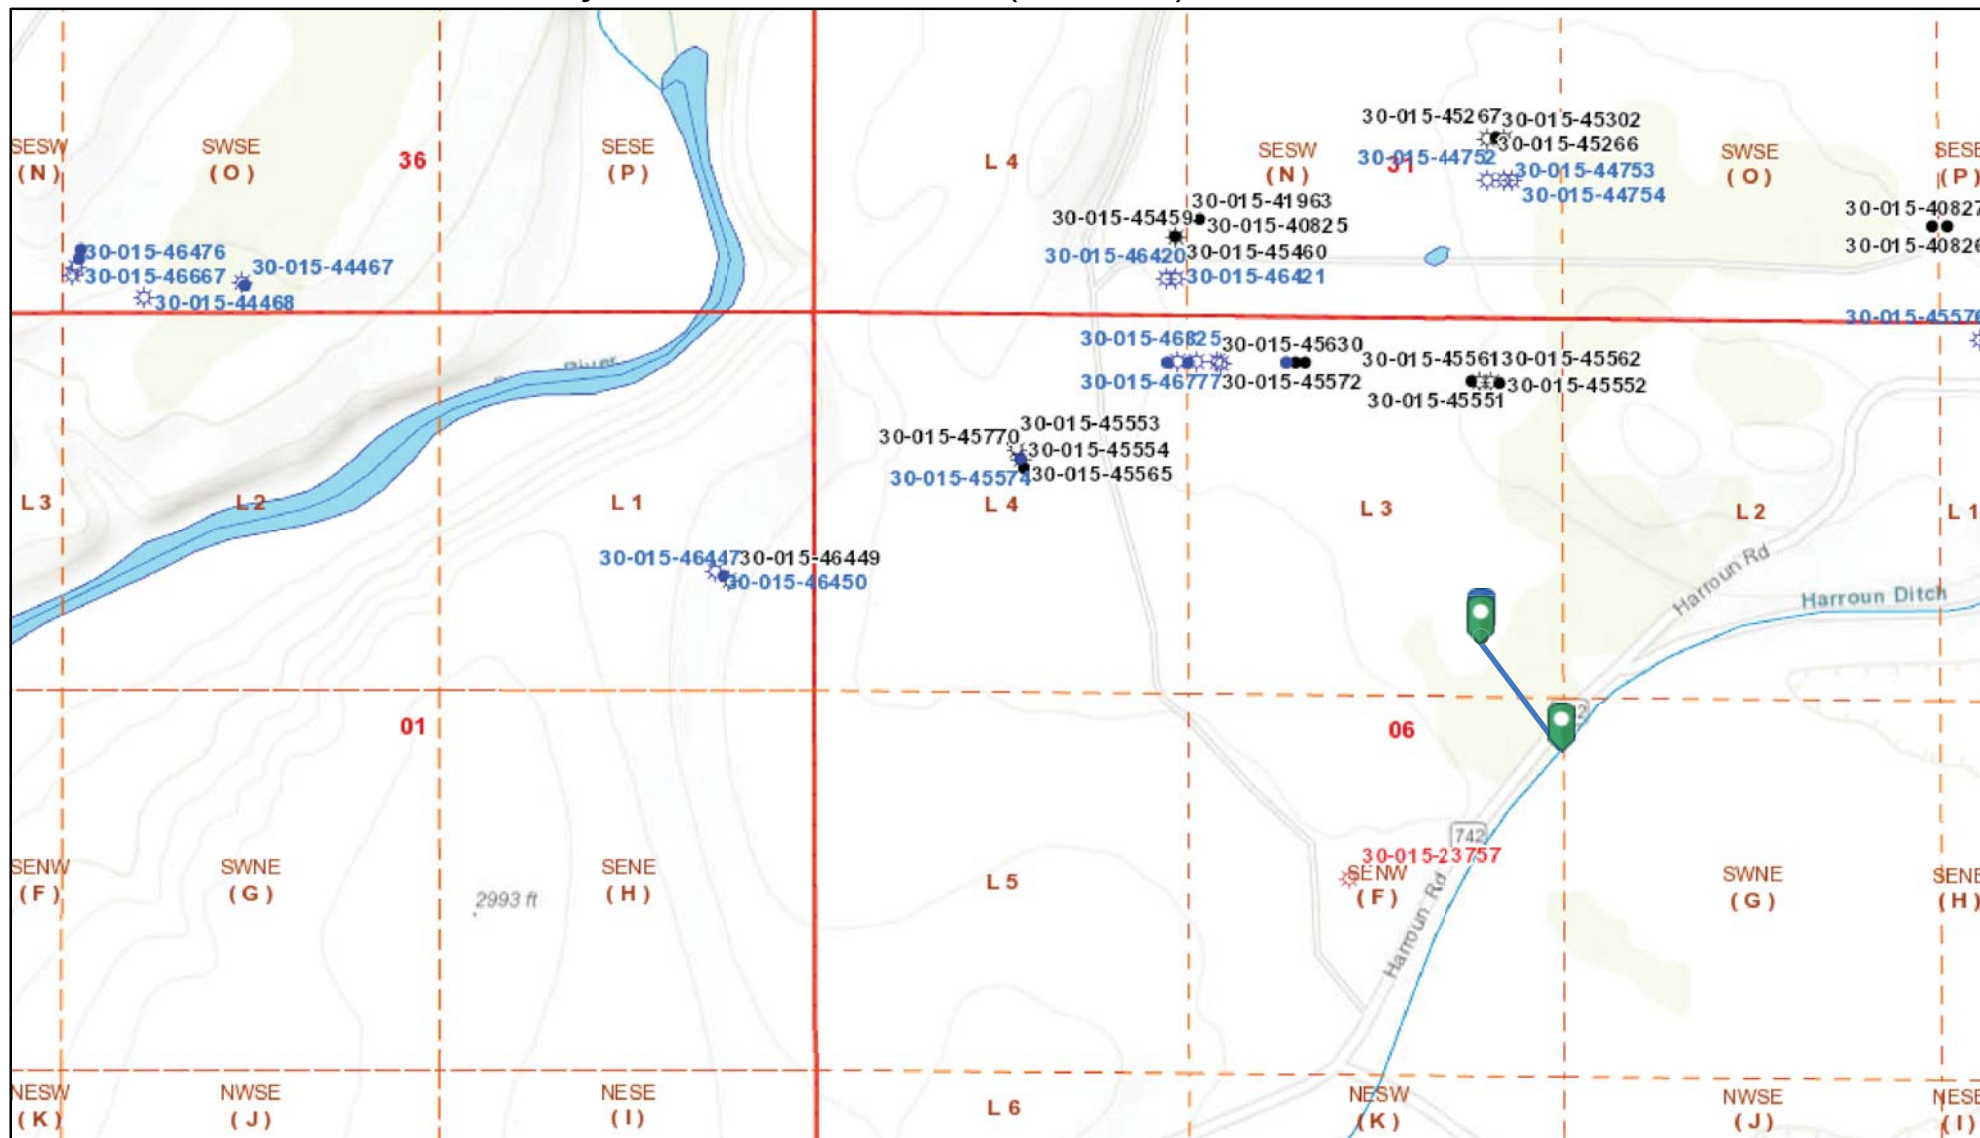 30-015-45267 30-015-45302
30-015-45266
SESW
(N)
SWSE
(O)
36
SESE
(P)
L 4
SESW
(N)
30-015-44752
31
30-015-44753
30-015-44754
SWSE
(O)
SESE
(P)
30-015-41963
30-015-45459
30-015-40825
30-015-40827
30-015-40826
30-015-46476
30-015-44467
30-015-46667
30-015-44468
30-015-45460
30-015-46420
30-015-46421
30-015-45576
River
30-015-46825
30-015-45630
30-015-46777
30-015-45572
30-015-45561
30-015-45562
30-015-45552
30-015-45551
30-015-45553
30-015-45770
30-015-45554
30-015-45574
30-015-45565
L 3
L 2
L 1
L 4
L 3
L 2
L 1
30-015-46447
30-015-46449
30-015-46450
Harroun Rd
Harroun Ditch
01
06
742
30-015-23757
SENW
(F)
SWNE
(G)
2993 ft
SENE
(H)
L 5
SENW
(F)
Harroun Rd
SWNE
(G)
SENE
(H)
NESW
(K)
NWSE
(J)
NESE
(I)
L 6
NESW
(K)
NWSE
(J)
NESE
(I)